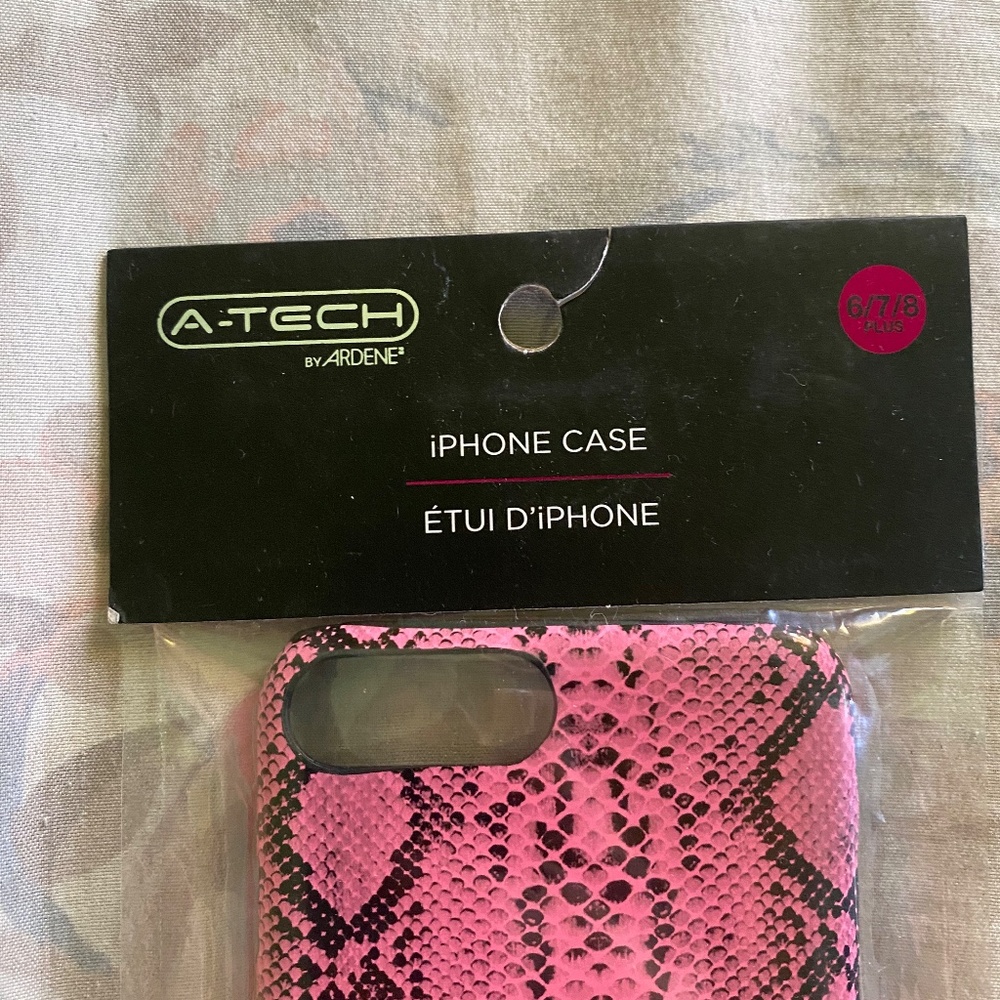 A-TECH
BY ARDENE
6/7/8
PLUS
iPHONE CASE
ÉTUI D'iPHONE